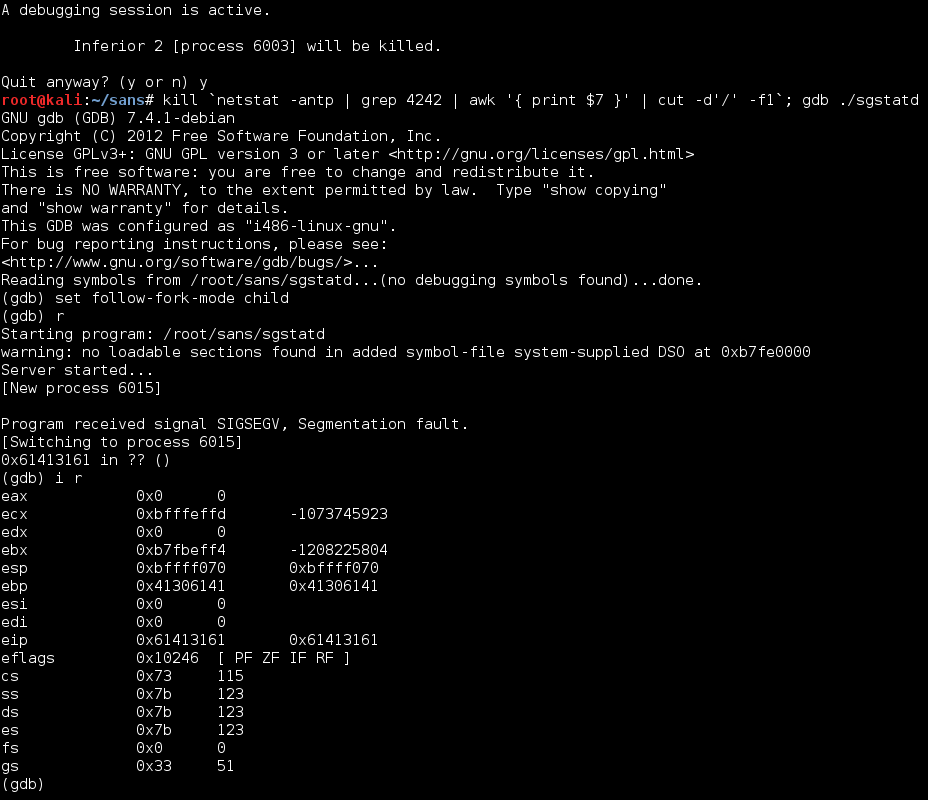 A debugging session is active.
        Inferior 2 [process 6003] will be killed.
Quit anyway? (y or n) y
root@kali:~/sans# kill `netstat -antp | grep 4242 | awk '{ print $7 }' | cut -d'/' -f1`; gdb ./sgstatd
GNU gdb (GDB) 7.4.1-debian
Copyright (C) 2012 Free Software Foundation, Inc.
License GPLv3+: GNU GPL version 3 or later <http://gnu.org/licenses/gpl.html>
This is free software: you are free to change and redistribute it.
There is NO WARRANTY, to the extent permitted by law.  Type "show copying"
and "show warranty" for details.
This GDB was configured as "i486-linux-gnu".
For bug reporting instructions, please see:
<http://www.gnu.org/software/gdb/bugs/>...
Reading symbols from /root/sans/sgstatd...(no debugging symbols found)...done.
(gdb) set follow-fork-mode child
(gdb) r
Starting program: /root/sans/sgstatd
warning: no loadable sections found in added symbol-file system-supplied DSO at 0xb7fe0000
Server started...
[New process 6015]
Program received signal SIGSEGV, Segmentation fault.
[Switching to process 6015]
0x61413161 in ?? ()
(gdb) i r
eax            0x0      0
ecx            0xbfffeffd       -1073745923
edx            0x0      0
ebx            0xb7fbeff4       -1208225804
esp            0xbffff070       0xbffff070
ebp            0x41306141       0x41306141
esi            0x0      0
edi            0x0      0
eip            0x61413161       0x61413161
eflags         0x10246  [ PF ZF IF RF ]
cs             0x73     115
ss             0x7b     123
ds             0x7b     123
es             0x7b     123
fs             0x0      0
gs             0x33     51
(gdb)